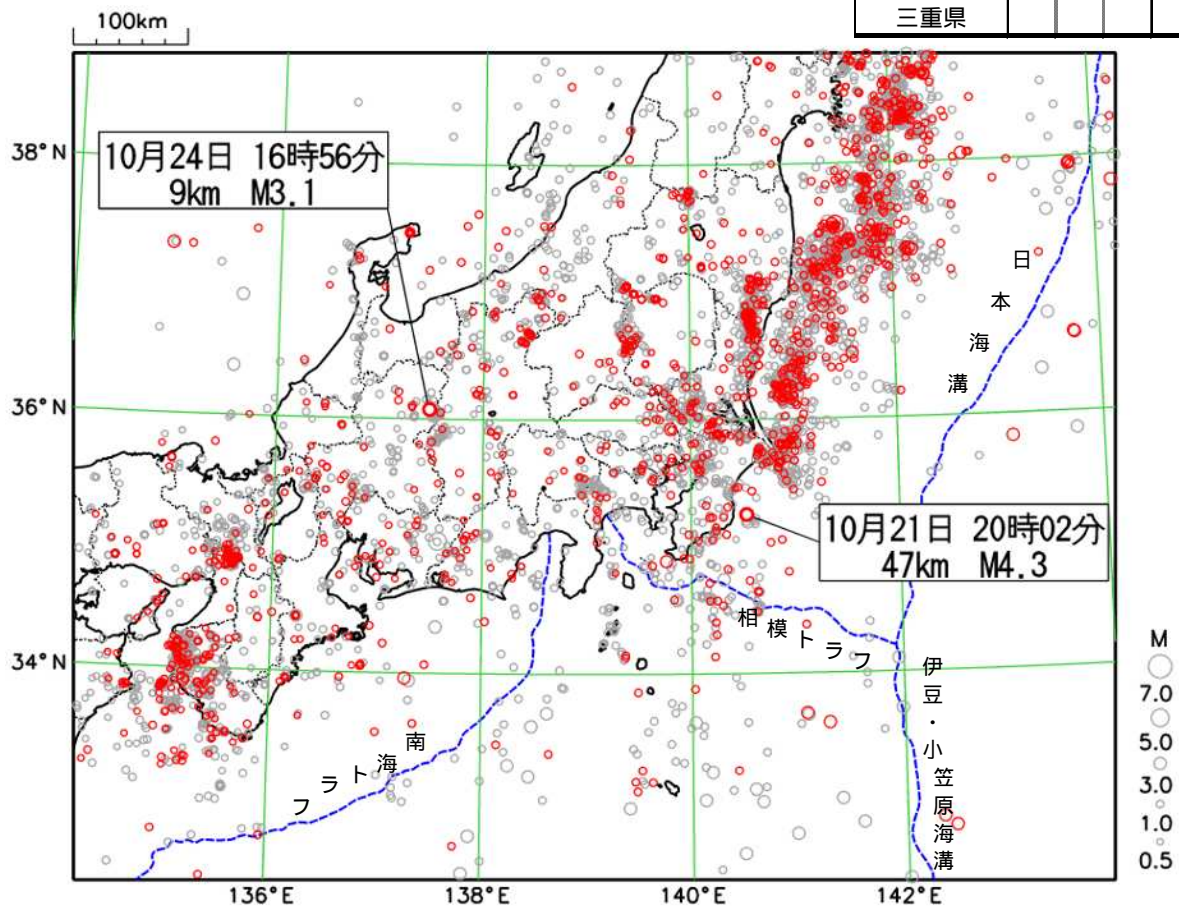 三重県
100km
38°N
36°N
34°N
136°E
138°E
140°E
142°E
10月24日 16時56分
9km M3.1
10月21日 20時02分
47km M4.3
日本海溝
相模トラフ
南海トラフ
伊豆・小笠原海溝
M
7.0
5.0
3.0
1.0
0.5